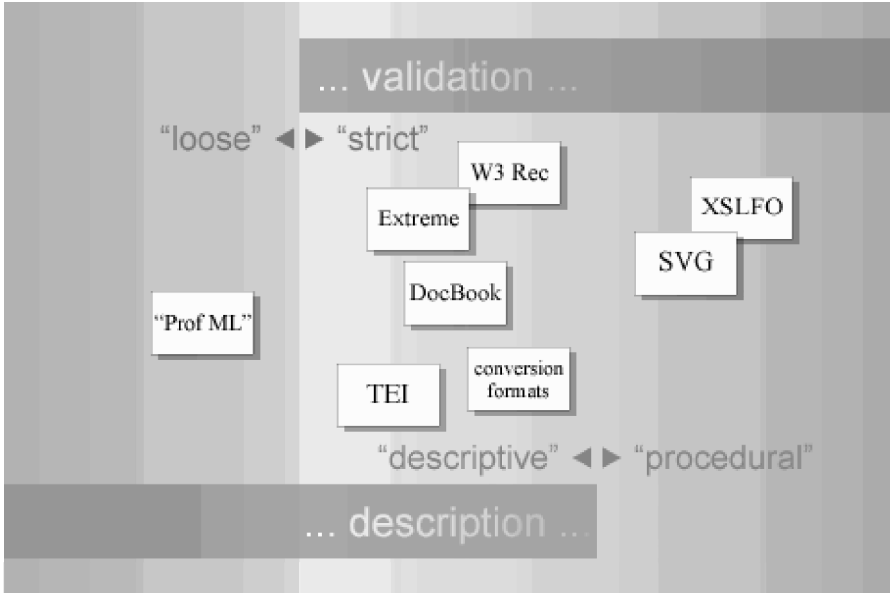 ... validation ...
“loose” ◄ ► “strict”
W3 Rec
Extreme
XSLFO
SVG
DocBook
“Prof ML”
conversion
formats
TEI
“descriptive” ◄ ► “procedural”
... description ...